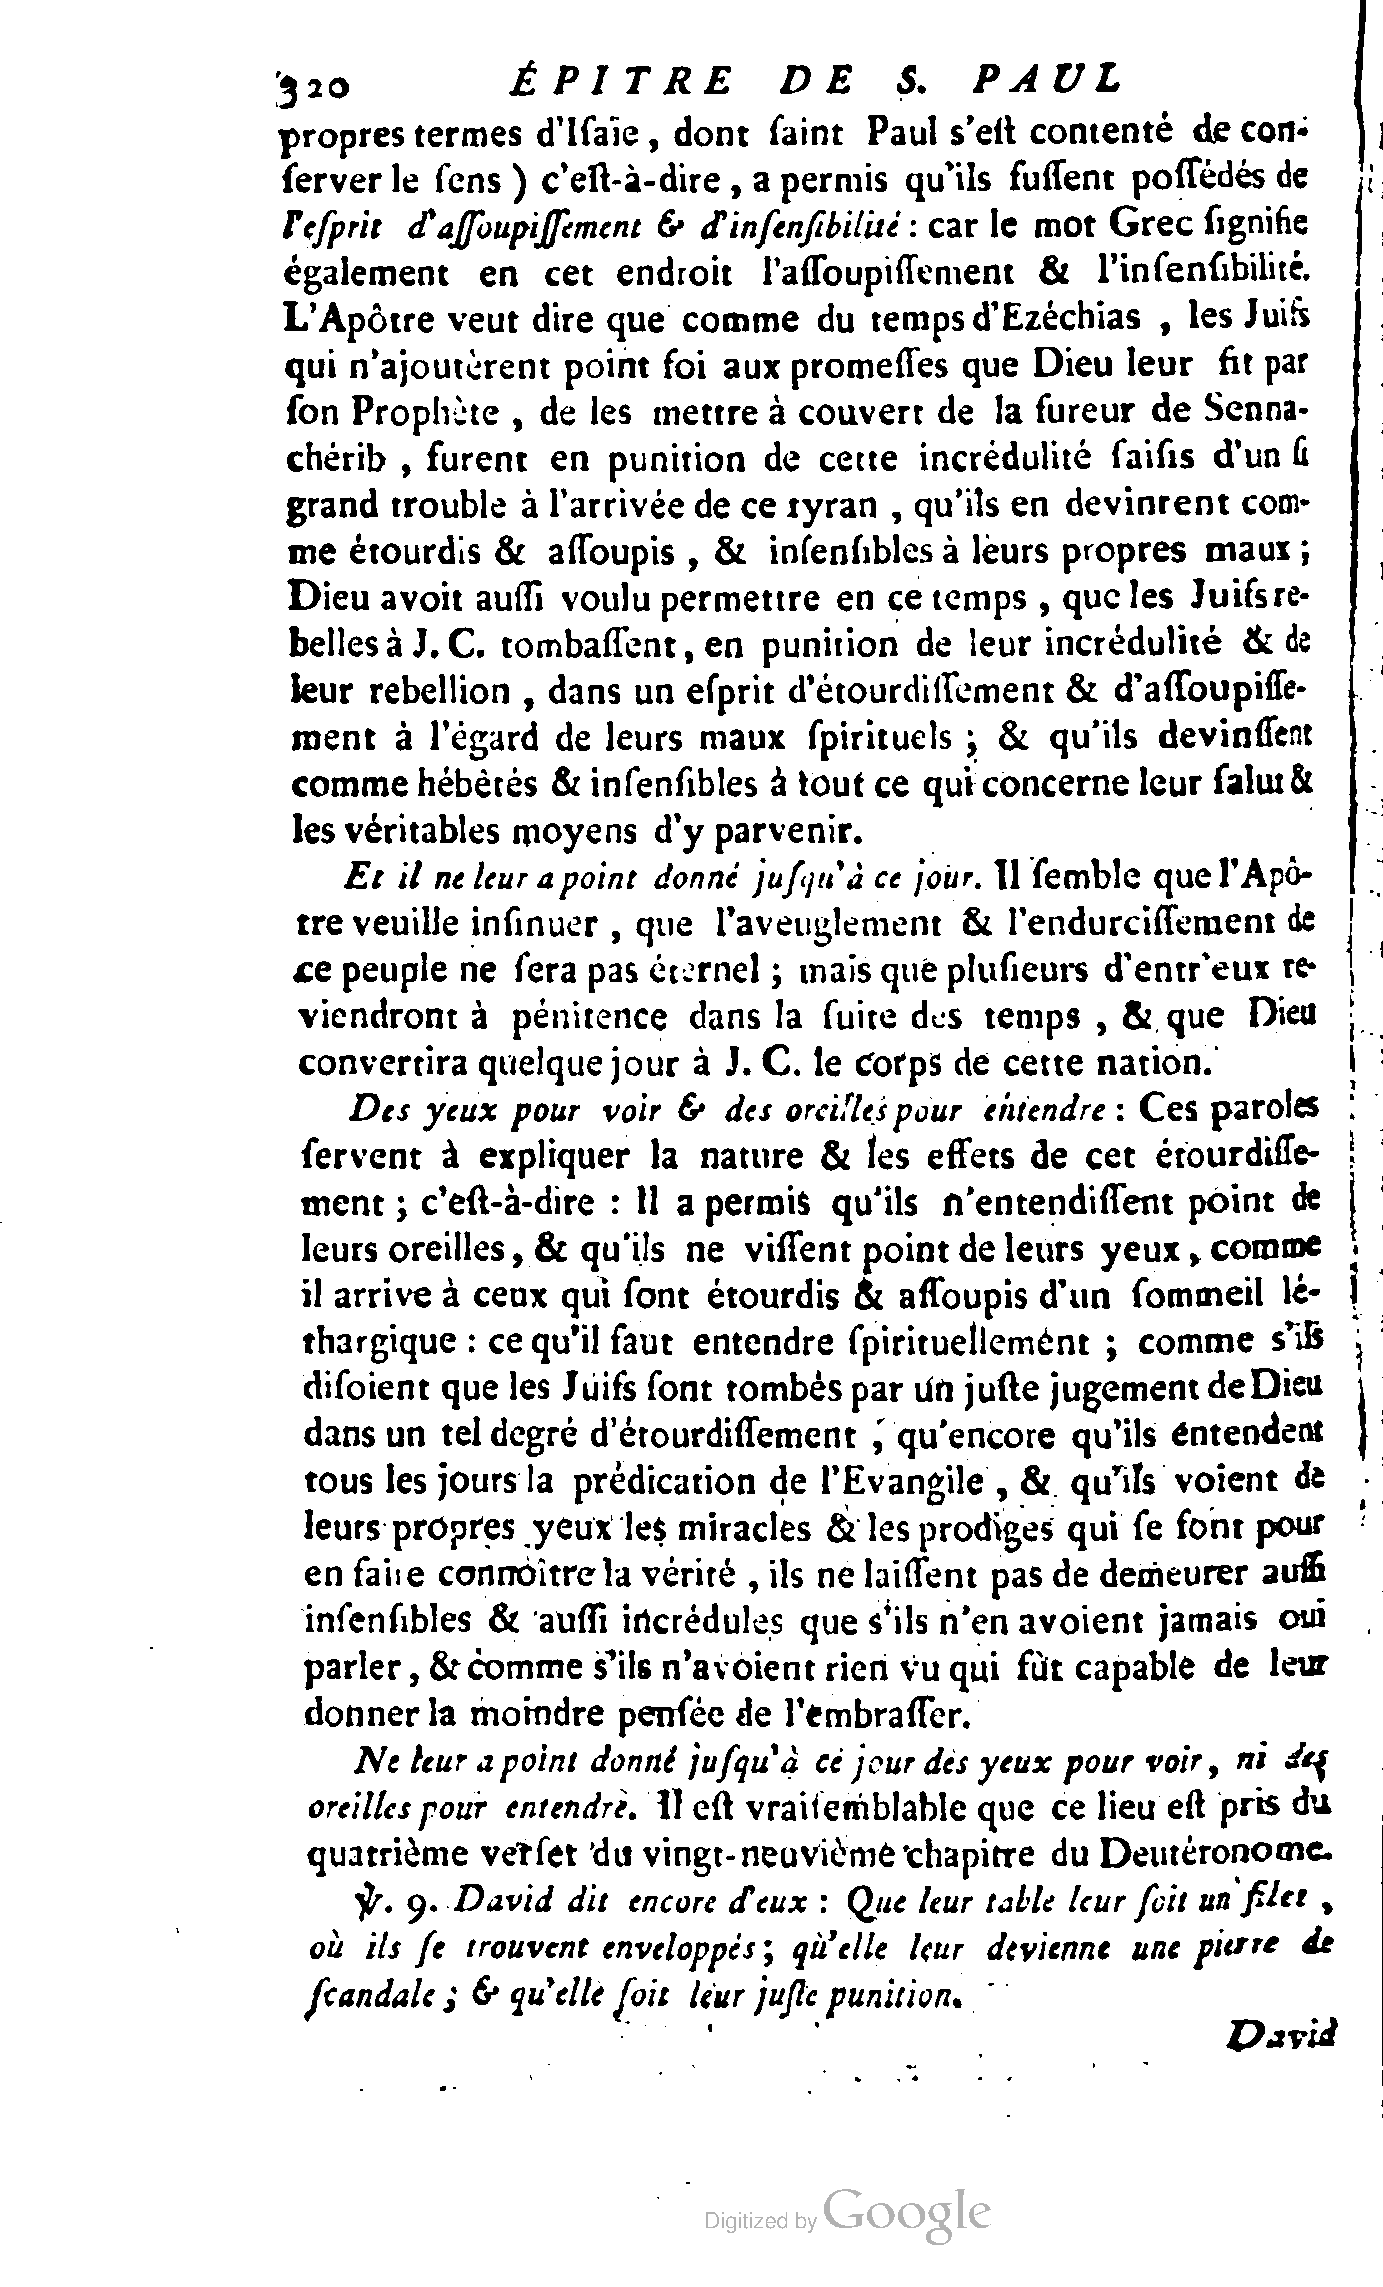 320 ÉPITRE DE S. PAUL
propres termes d'Iſaïe, dont ſaint Paul s'eſt contenté de con-
ſerver le ſens ) c'eſt-à-dire, a permis qu'ils fuſſent poſſédés de
l'eſprit d'aſſoupiſſement & d'inſenſibilité : car le mot Grec ſignifie
également en cet endroit l'aſſoupiſſement & l'inſenſibilité.
L'Apôtre veut dire que comme du temps d'Ezéchias, les Juifs
qui n'ajoutèrent point foi aux promeſſes que Dieu leur fit par
ſon Prophète, de les mettre à couvert de la fureur de Senna-
chérib, furent en punition de cette incrédulité ſaiſis d'un ſi
grand trouble à l'arrivée de ce tyran, qu'ils en devinrent com-
me étourdis & aſſoupis, & inſenſibles à leurs propres maux ;
Dieu avoit auſſi voulu permettre en ce temps, que les Juifs re-
belles à J. C. tombaſſent, en punition de leur incrédulité & de
leur rebellion, dans un eſprit d'étourdiſſement & d'aſſoupiſſe-
ment à l'égard de leurs maux ſpirituels ; & qu'ils devinſſent
comme hébètés & inſenſibles à tout ce qui concerne leur ſalut &
les véritables moyens d'y parvenir.
Et il ne leur a point donné juſqu'à ce jour. Il ſemble que l'Apô-
tre veuille inſinuer, que l'aveuglement & l'endurciſſement de
ce peuple ne ſera pas éternel ; mais que pluſieurs d'entr'eux re-
viendront à pénitence dans la ſuite des temps, & que Dieu
convertira quelque jour à J. C. le corps de cette nation.
Des yeux pour voir & des oreilles pour entendre : Ces paroles
ſervent à expliquer la nature & les effets de cet étourdiſſe-
ment ; c'eſt-à-dire : Il a permis qu'ils n'entendiſſent point de
leurs oreilles, & qu'ils ne viſſent point de leurs yeux, comme
il arrive à ceux qui ſont étourdis & aſſoupis d'un ſommeil lé-
thargique : ce qu'il faut entendre ſpirituellemént ; comme s'ils
diſoient que les Juifs ſont tombés par un juſte jugement de Dieu
dans un tel degré d'étourdiſſement, qu'encore qu'ils entendent
tous les jours la prédication de l'Evangile, & qu'ils voient de
leurs propres yeux les miracles & les prodiges qui ſe font pour
en faire connoître la vérité, ils ne laiſſent pas de demeurer auſſi
inſenſibles & auſſi incrédules que s'ils n'en avoient jamais oui
parler, & comme s'ils n'avoient rien vu qui fût capable de leur
donner la moindre penſée de l'embraſſer.
Ne leur a point donné juſqu'à ce jour des yeux pour voir, ni des
oreilles pour entendre. Il eſt vraiſemblable que ce lieu eſt pris du
quatrième verſet du vingt-neuvième chapitre du Deutéronome.
℣. 9. David dit encore d'eux : Que leur table leur ſoit un filet,
où ils ſe trouvent enveloppés ; qu'elle leur devienne une pierre de
ſcandale ; & qu'elle ſoit leur juſte punition.
David
Digitized by Google